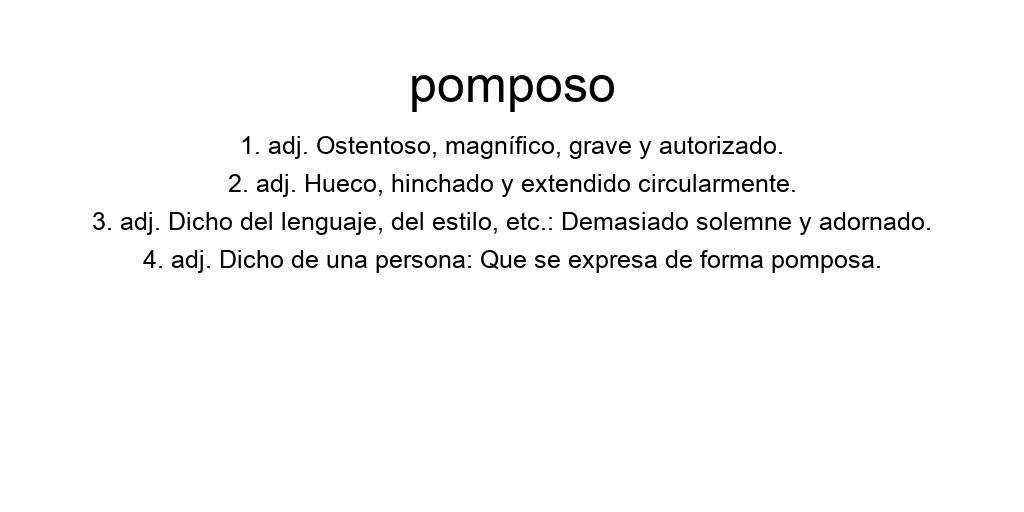 pomposo
1. adj. Ostentoso, magnífico, grave y autorizado.
2. adj. Hueco, hinchado y extendido circularmente.
3. adj. Dicho del lenguaje, del estilo, etc.: Demasiado solemne y adornado.
4. adj. Dicho de una persona: Que se expresa de forma pomposa.